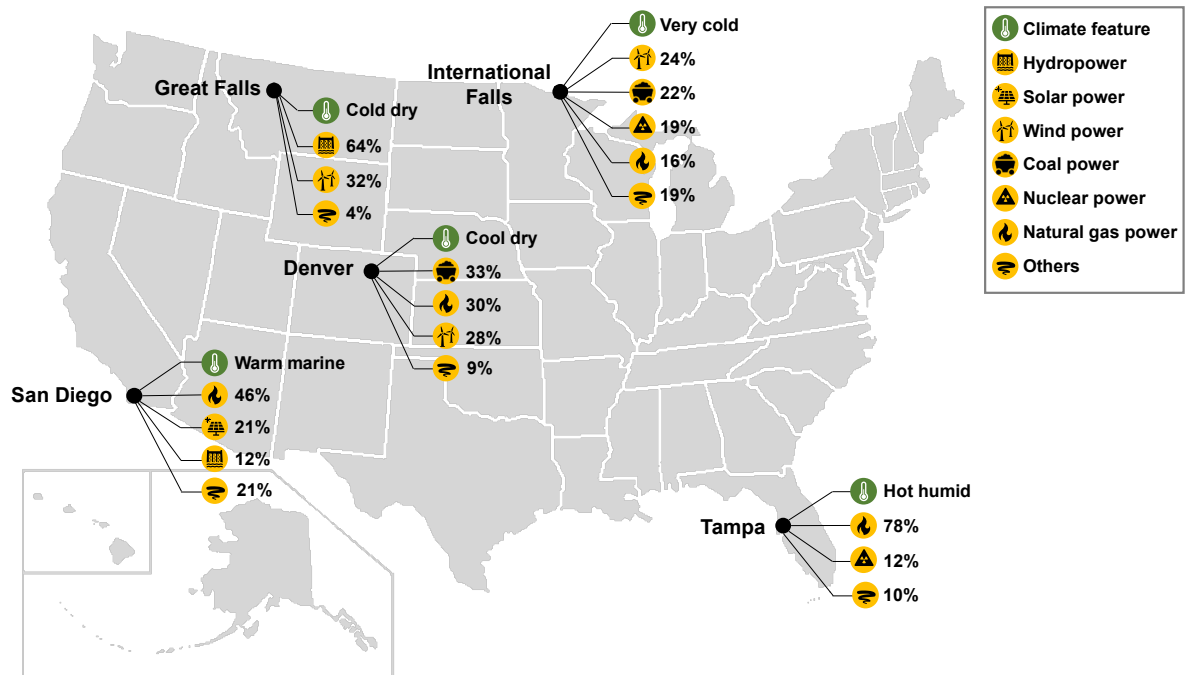 Great Falls
Cold dry
64%
32%
4%
International
Falls
Very cold
24%
22%
19%
16%
19%
Denver
Cool dry
33%
30%
28%
9%
San Diego
Warm marine
46%
21%
12%
21%
Tampa
Hot humid
78%
12%
10%
Climate feature
Hydropower
Solar power
Wind power
Coal power
Nuclear power
Natural gas power
Others